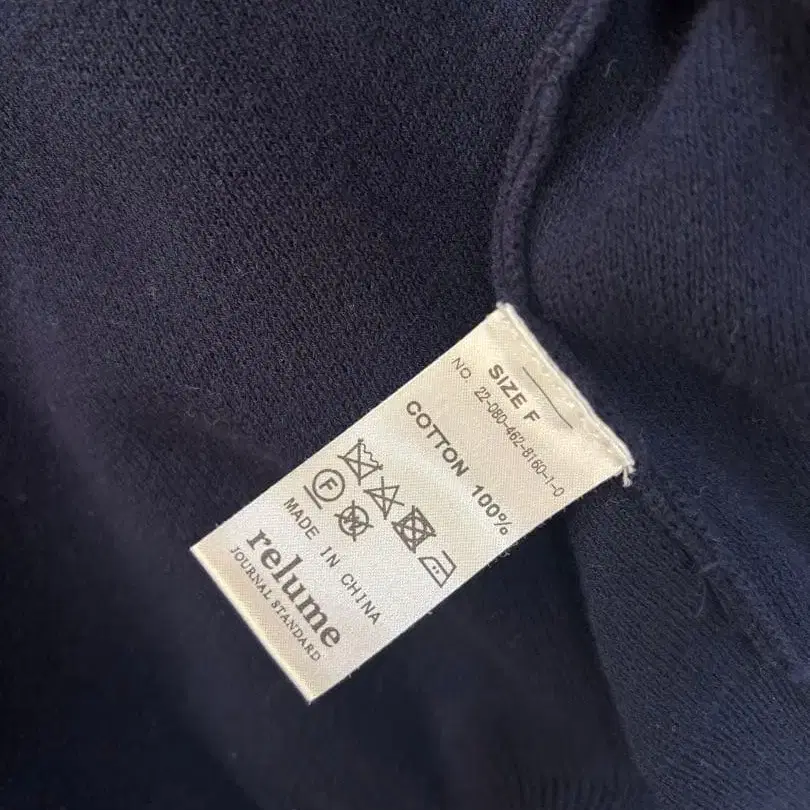 SIZE F
NO. 22-080-462-8160-1-0
COTTON 100%
F
W
MADE IN CHINA
relume
JOURNAL STANDARD